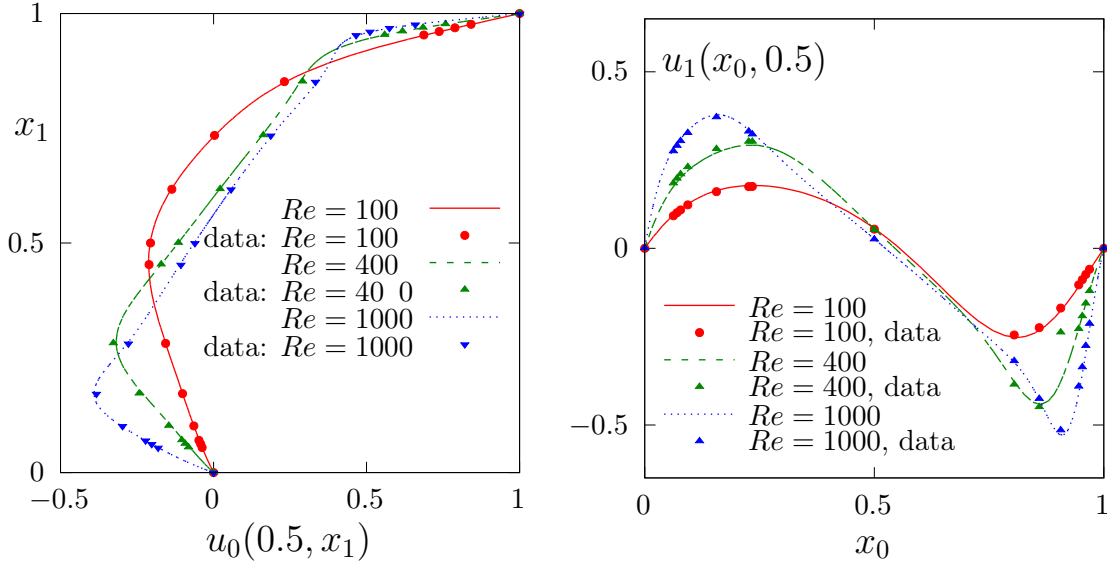 1
x1
0.5
0
Re = 100
data: Re = 100
Re = 400
data: Re = 40 0
Re = 1000
data: Re = 1000
−0.5 0 0.5 1
u0(0.5, x1)
u1(x0, 0.5)
0.5
0
−0.5
Re = 100
Re = 100, data
Re = 400
Re = 400, data
Re = 1000
Re = 1000, data
0 0.5 1
x0